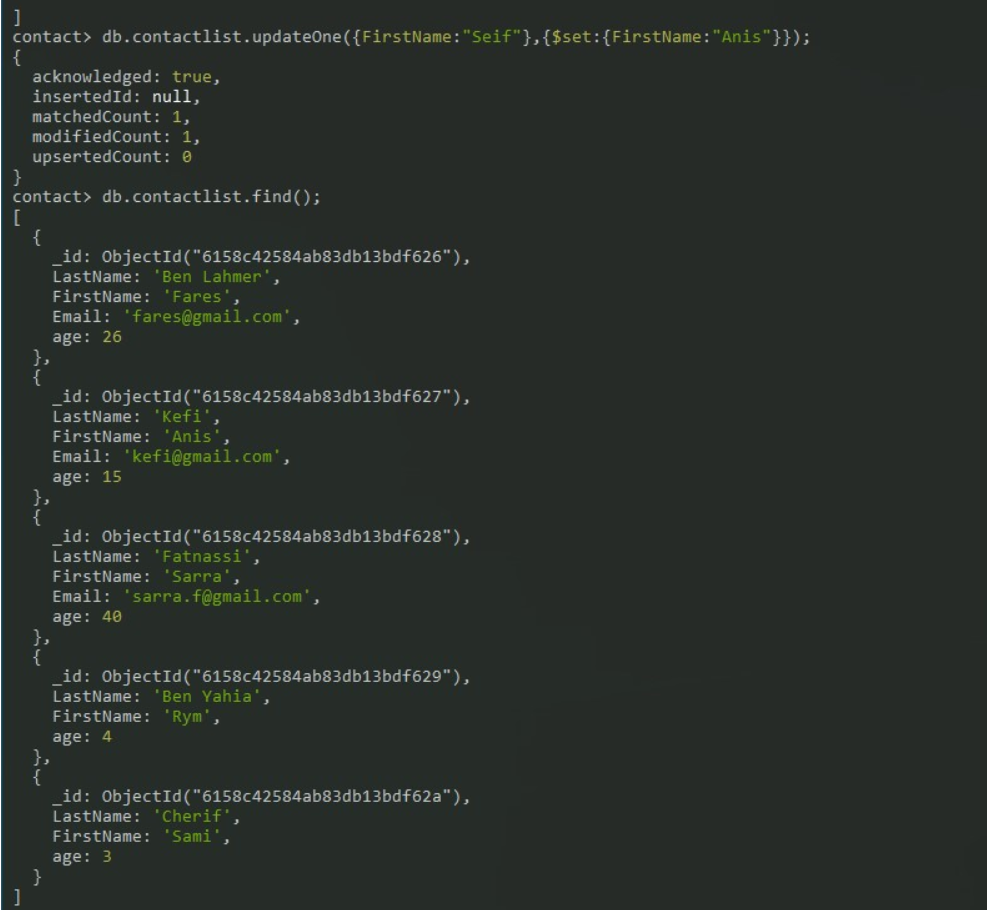 ]
contact> db.contactlist.updateOne({FirstName:"Seif"},{$set:{FirstName:"Anis"}});
{
  acknowledged: true,
  insertedId: null,
  matchedCount: 1,
  modifiedCount: 1,
  upsertedCount: 0
}
contact> db.contactlist.find();
[
  {
    _id: ObjectId("6158c42584ab83db13bdf626"),
    LastName: 'Ben Lahmer',
    FirstName: 'Fares',
    Email: 'fares@gmail.com',
    age: 26
  },
  {
    _id: ObjectId("6158c42584ab83db13bdf627"),
    LastName: 'Kefi',
    FirstName: 'Anis',
    Email: 'kefi@gmail.com',
    age: 15
  },
  {
    _id: ObjectId("6158c42584ab83db13bdf628"),
    LastName: 'Fatnassi',
    FirstName: 'Sarra',
    Email: 'sarra.f@gmail.com',
    age: 40
  },
  {
    _id: ObjectId("6158c42584ab83db13bdf629"),
    LastName: 'Ben Yahia',
    FirstName: 'Rym',
    age: 4
  },
  {
    _id: ObjectId("6158c42584ab83db13bdf62a"),
    LastName: 'Cherif',
    FirstName: 'Sami',
    age: 3
  }
]